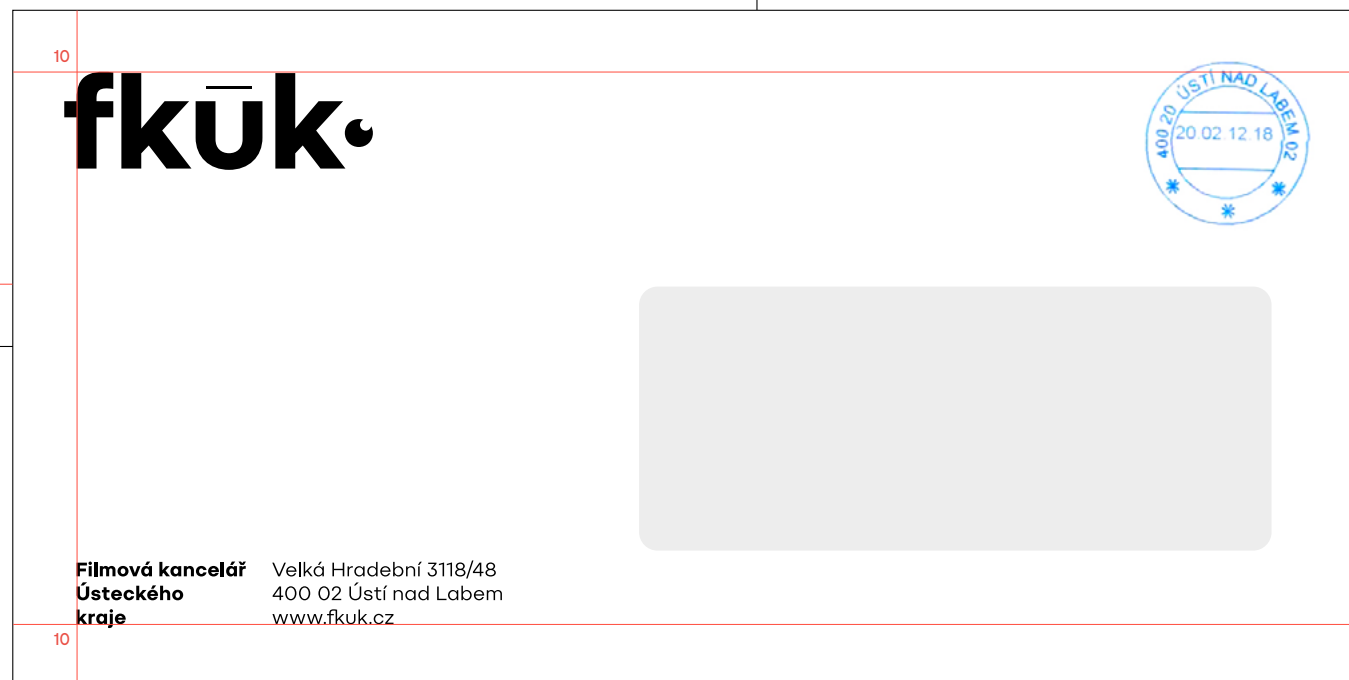 10
fkūk
400 20 ÚSTÍ NAD LABEM 02
20.02.12.18
Filmová kancelář Velká Hradební 3118/48
Ústeckého 400 02 Ústí nad Labem
kraje www.fkuk.cz
10